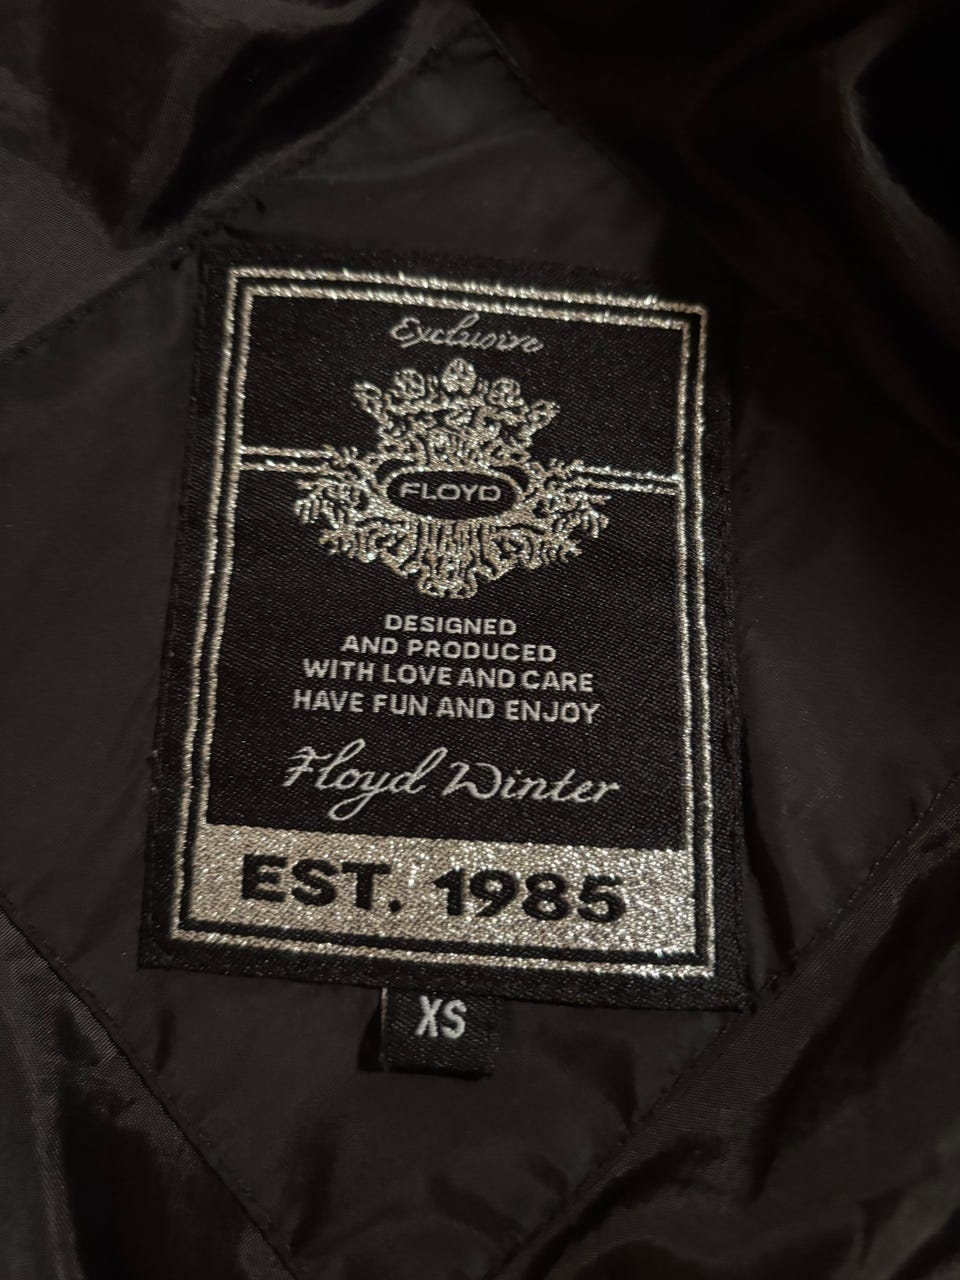 Exclusive
FLOYD
DESIGNED
AND PRODUCED
WITH LOVE AND CARE
HAVE FUN AND ENJOY
Floyd Winter
EST. 1985
XS